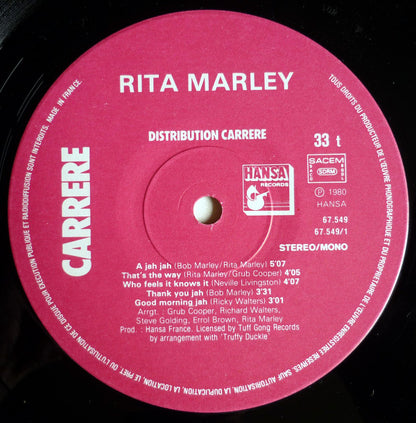 RITA MARLEY
DISTRIBUTION CARRERE
33 t
CARRERE
HANSA
RECORDS
SACEM
SACD
SDRM
SGDL
℗ 1980
HANSA
67.549
67.549/1
STEREO/MONO
A jah jah (Bob Marley/Rita Marley) 5'07
That's the way (Rita Marley/Grub Cooper) 4'05
Who feels it knows it (Neville Livingston) 4'07
Thank you jah (Bob Marley) 3'31
Good morning jah (Ricky Walters) 3'01
Arrgt. : Grub Cooper, Richard Walters,
Steve Golding, Errol Brown, Rita Marley
Prod. : Hansa France. Licensed by Tuff Gong Records
by arrangement with 'Truffy Duckle'
TOUS DROITS DU PRODUCTEUR DE L'ŒUVRE PHONOGRAPHIQUE ET DU PROPRIETAIRE DE L'ŒUVRE ENREGISTREE RESERVES. SAUF AUTORISATION, LA DUPLICATION, LA LOCATION, LE PRET, OU L'UTILISATION DE CE DISQUE POUR EXECUTION PUBLIQUE ET RADIODIFFUSION SONT INTERDITS. MADE IN FRANCE.